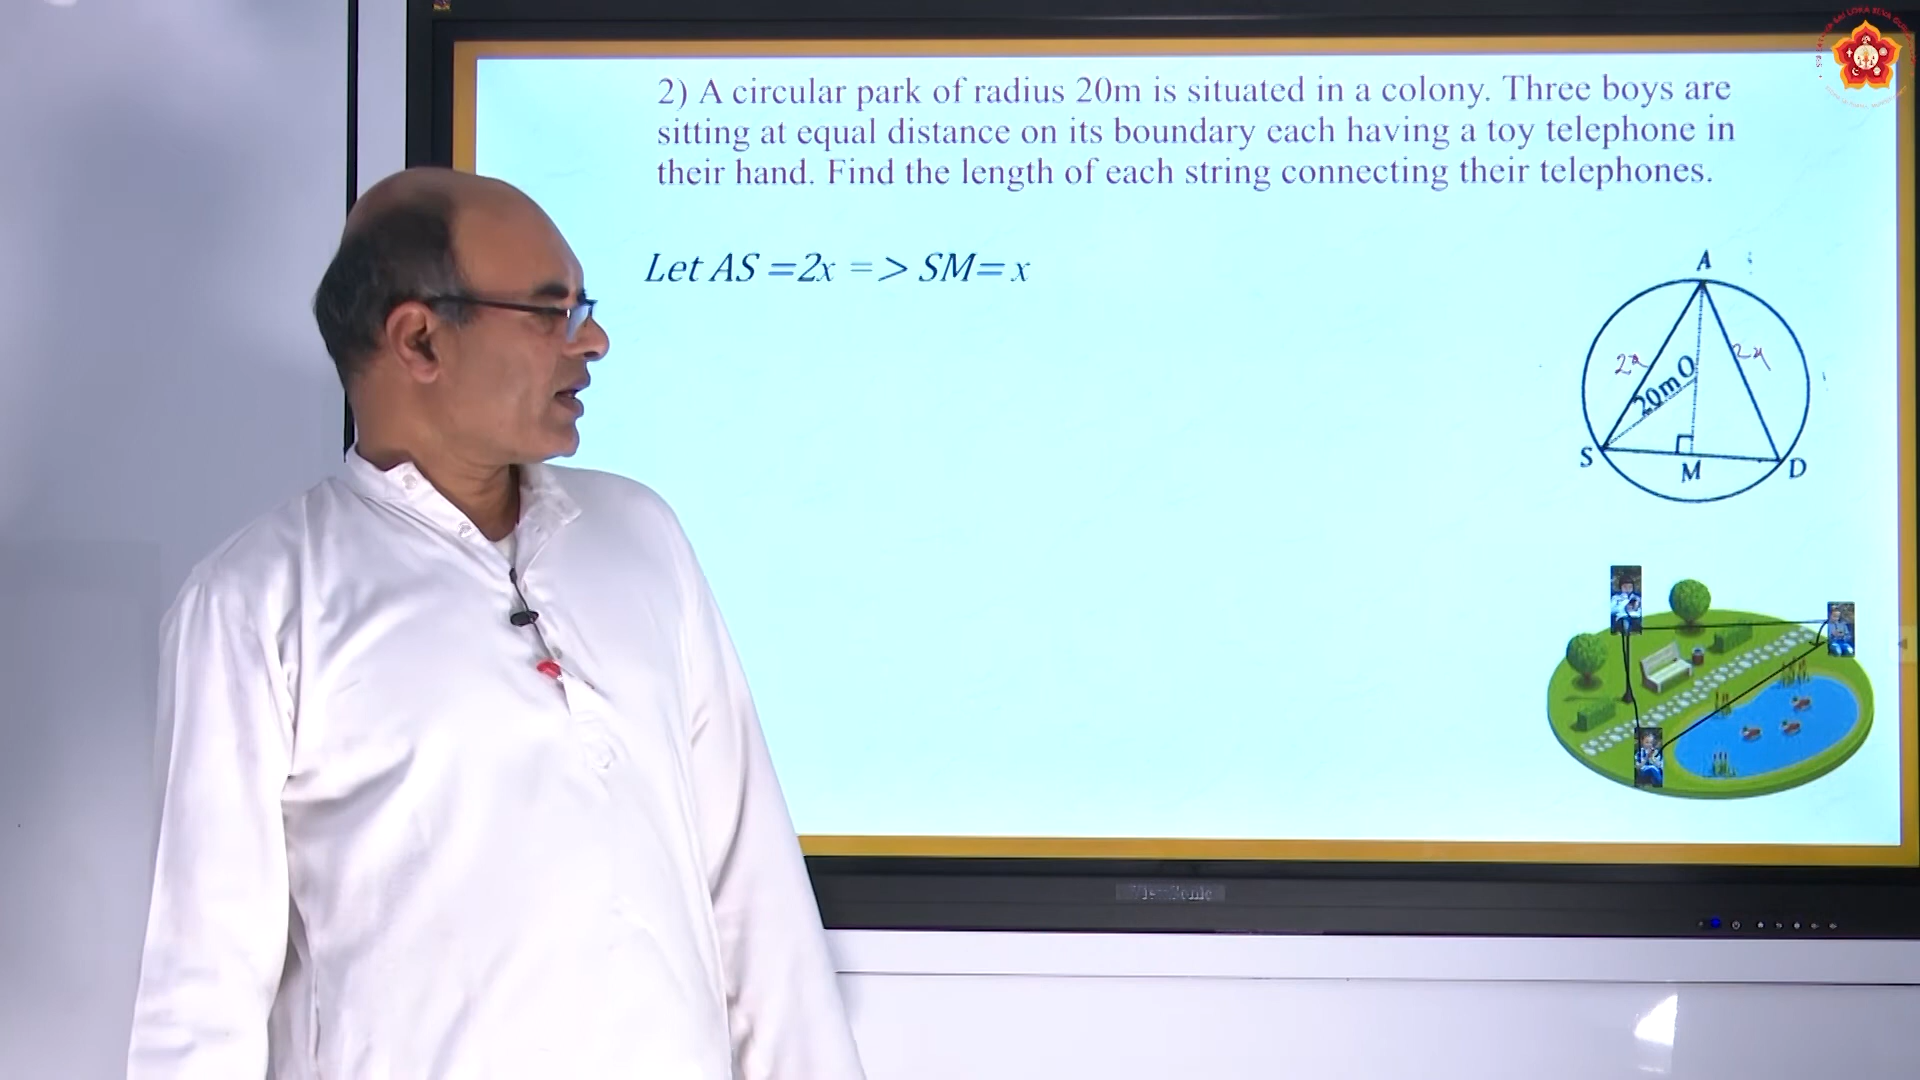 2) A circular park of radius 20m is situated in a colony. Three boys are
sitting at equal distance on its boundary each having a toy telephone in
their hand. Find the length of each string connecting their telephones.
Let AS =2x => SM= x
A
2x
2x
O
20m
S
M
D
ViewSonic